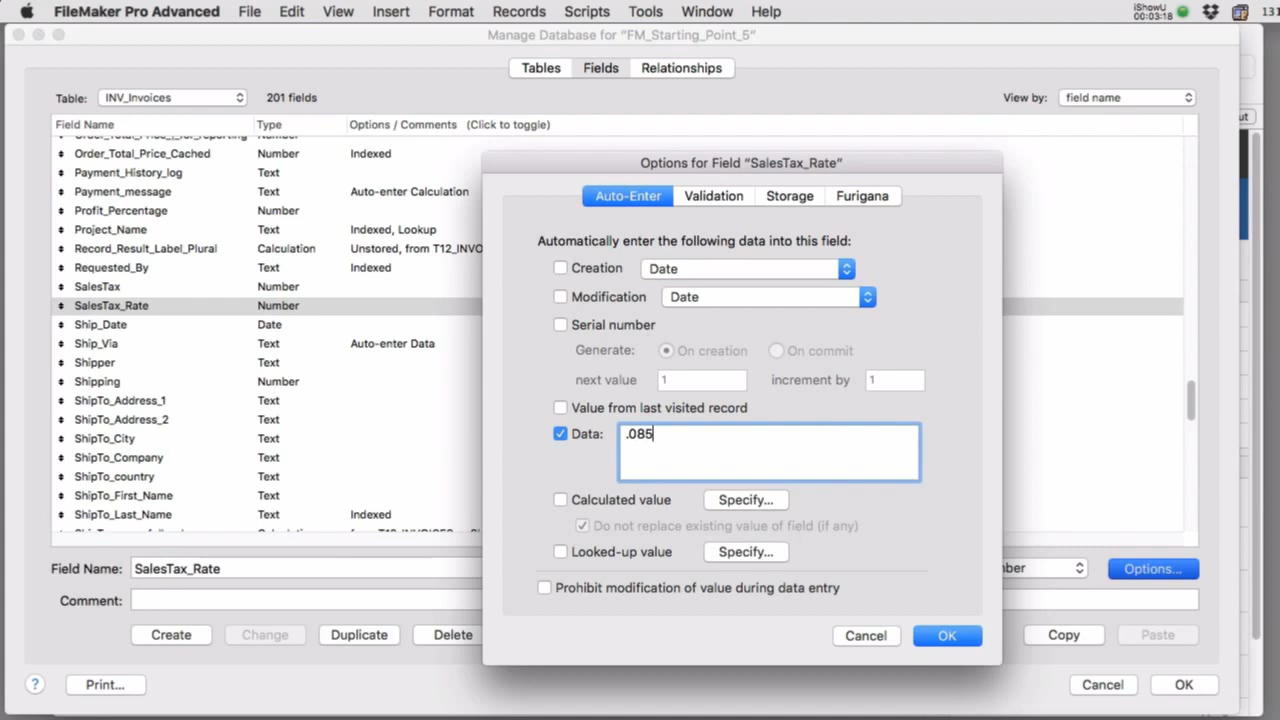 FileMaker Pro Advanced File Edit View Insert Format Records Scripts Tools Window Help iShowU 00:03:18 131
Manage Database for "FM_Starting_Point_5"
Tables Fields Relationships
Table: INV_Invoices 201 fields View by: field name
Field Name Type Options / Comments (Click to toggle)
Order_Total_Price_Cached Number Indexed
Payment_History_log Text
Payment_message Text Auto-enter Calculation
Profit_Percentage Number
Project_Name Text Indexed, Lookup
Record_Result_Label_Plural Calculation Unstored, from T12_INVO
Requested_By Text Indexed
SalesTax Number
SalesTax_Rate Number
Ship_Date Date
Ship_Via Text Auto-enter Data
Shipper Text
Shipping Number
ShipTo_Address_1 Text
ShipTo_Address_2 Text
ShipTo_City Text
ShipTo_Company Text
ShipTo_country Text
ShipTo_First_Name Text
ShipTo_Last_Name Text Indexed
Field Name: SalesTax_Rate ber Options...
Comment:
Create Change Duplicate Delete Copy Paste
? Print... Cancel OK
Options for Field "SalesTax_Rate"
Auto-Enter Validation Storage Furigana
Automatically enter the following data into this field:
Creation Date
Modification Date
Serial number
Generate: On creation On commit
next value 1 increment by 1
Value from last visited record
Data: .085
Calculated value Specify...
Do not replace existing value of field (if any)
Looked-up value Specify...
Prohibit modification of value during data entry
Cancel OK